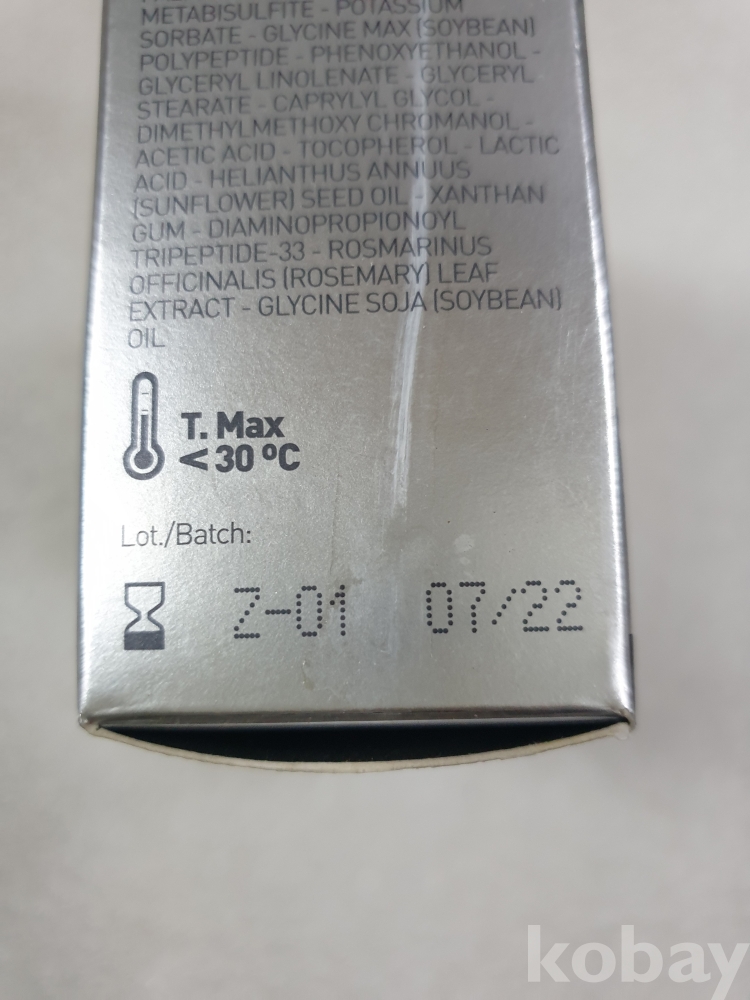 METABISULFITE - POTASSIUM
SORBATE - GLYCINE MAX (SOYBEAN)
POLYPEPTIDE - PHENOXYETHANOL -
GLYCERYL LINOLENATE - GLYCERYL
STEARATE - CAPRYLYL GLYCOL -
DIMETHYLMETHOXY CHROMANOL -
ACETIC ACID - TOCOPHEROL - LACTIC
ACID - HELIANTHUS ANNUUS
(SUNFLOWER) SEED OIL - XANTHAN
GUM - DIAMINOPROPIONOYL
TRIPEPTIDE-33 - ROSMARINUS
OFFICINALIS (ROSEMARY) LEAF
EXTRACT - GLYCINE SOJA (SOYBEAN)
OIL
T. Max
< 30 ºC
Lot./Batch:
Z-01 07/22
kobay